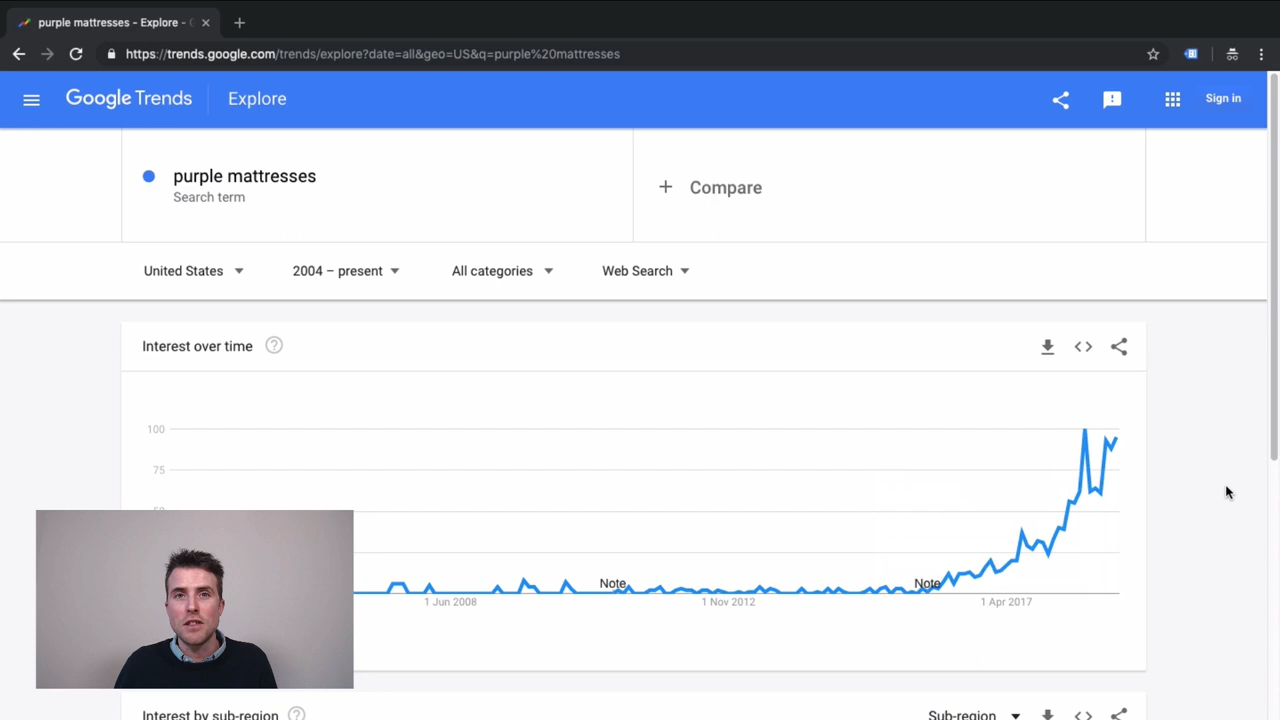 purple mattresses - Explore -
https://trends.google.com/trends/explore?date=all&geo=US&q=purple%20mattresses
Google Trends
Explore
Sign in
purple mattresses
Search term
+ Compare
United States
2004 – present
All categories
Web Search
Interest over time
100
75
Note
Note
1 Jun 2008
1 Nov 2012
1 Apr 2017
Interest by sub-region
Sub-region